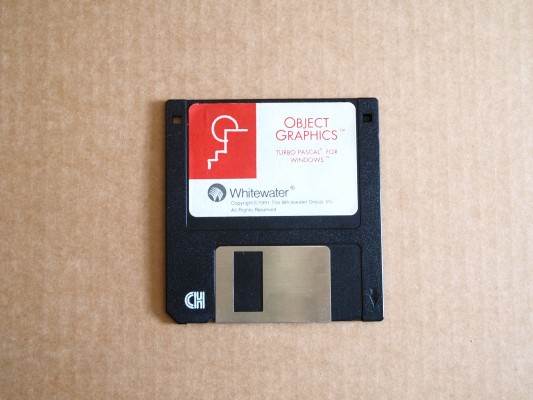 OBJECT
GRAPHICS™
TURBO PASCAL® FOR
WINDOWS™
Whitewater®
Copyright © 1991 The Whitewater Group, Inc.
All Rights Reserved
CH